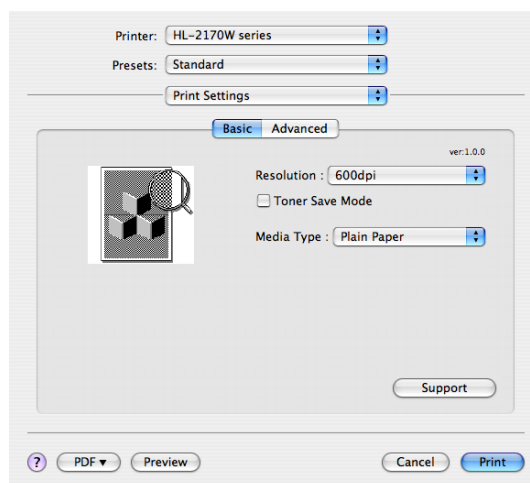 Printer: HL-2170W series
Presets: Standard
Print Settings
Basic Advanced
ver:1.0.0
Resolution : 600dpi
Toner Save Mode
Media Type : Plain Paper
Support
? PDF ▼ Preview Cancel Print